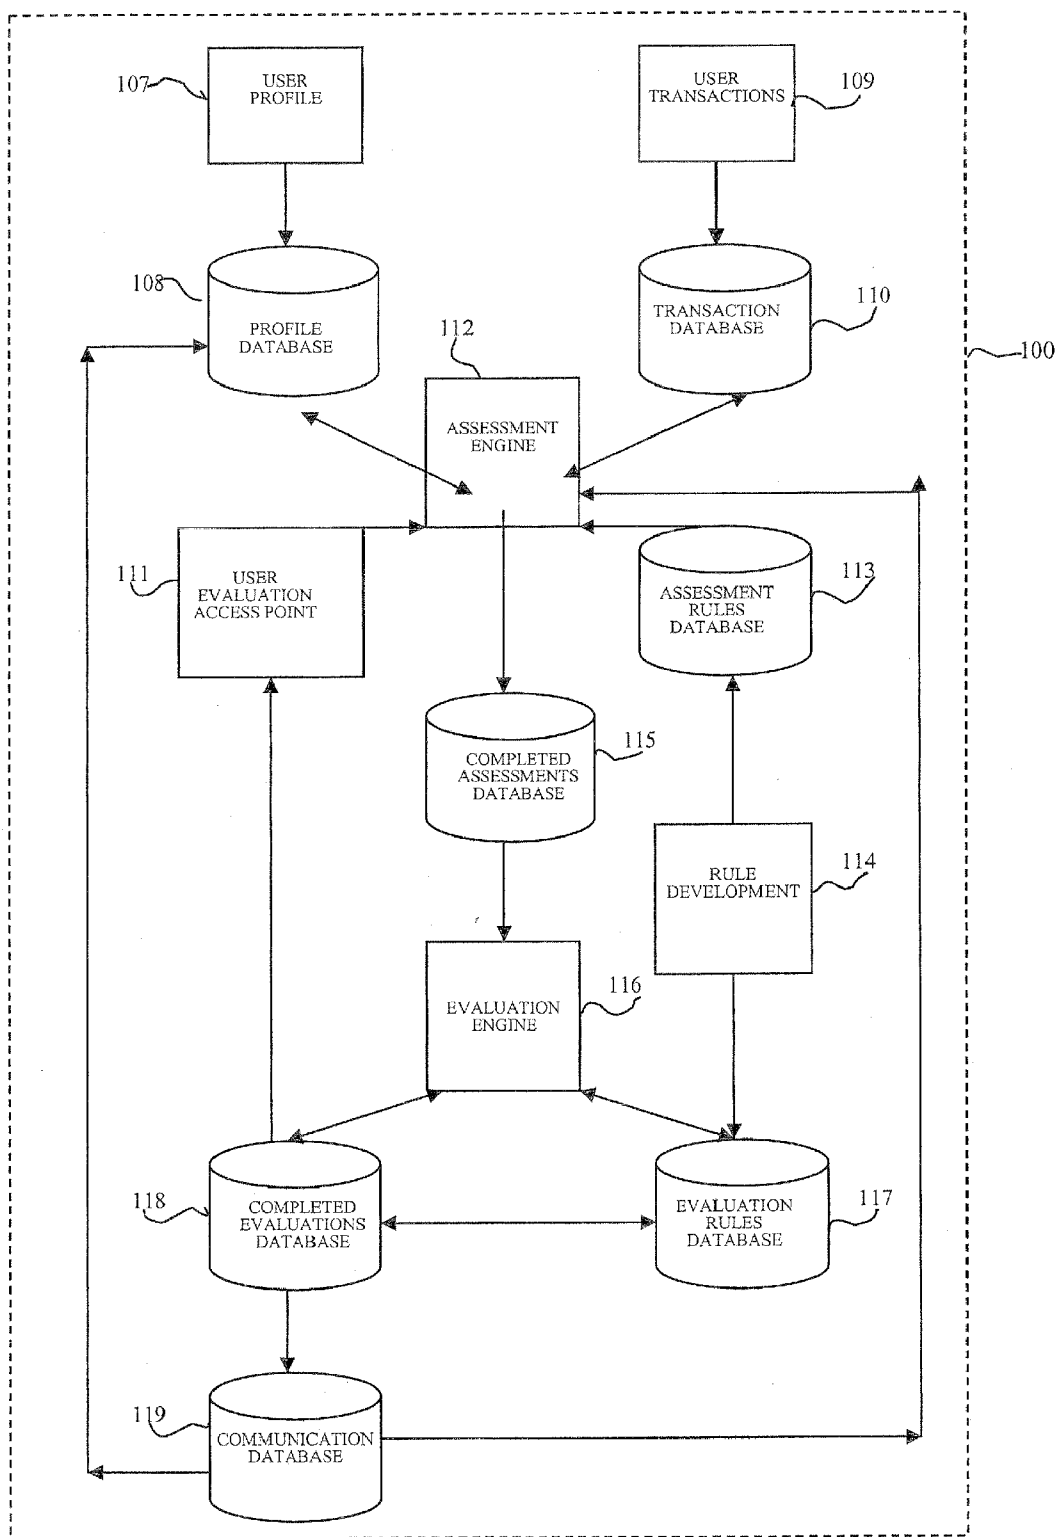 107
USER
PROFILE
USER
TRANSACTIONS
109
108
PROFILE
DATABASE
TRANSACTION
DATABASE
110
112
100
ASSESSMENT
ENGINE
111
USER
EVALUATION
ACCESS POINT
ASSESSMENT
RULES
DATABASE
113
COMPLETED
ASSESSMENTS
DATABASE
115
RULE
DEVELOPMENT
114
EVALUATION
ENGINE
116
118
COMPLETED
EVALUATIONS
DATABASE
EVALUATION
RULES
DATABASE
117
119
COMMUNICATION
DATABASE